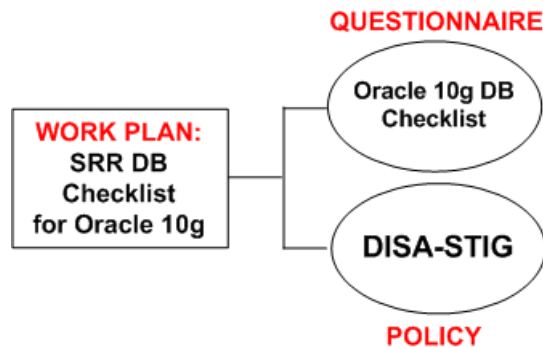 QUESTIONNAIRE
Oracle 10g DB
Checklist
WORK PLAN:
SRR DB
Checklist
for Oracle 10g
DISA-STIG
POLICY